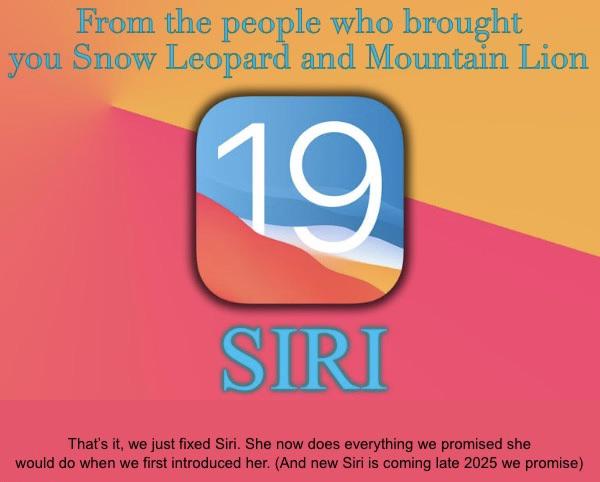 From the people who brought
you Snow Leopard and Mountain Lion
19
SIRI
That's it, we just fixed Siri. She now does everything we promised she
would do when we first introduced her. (And new Siri is coming late 2025 we promise)